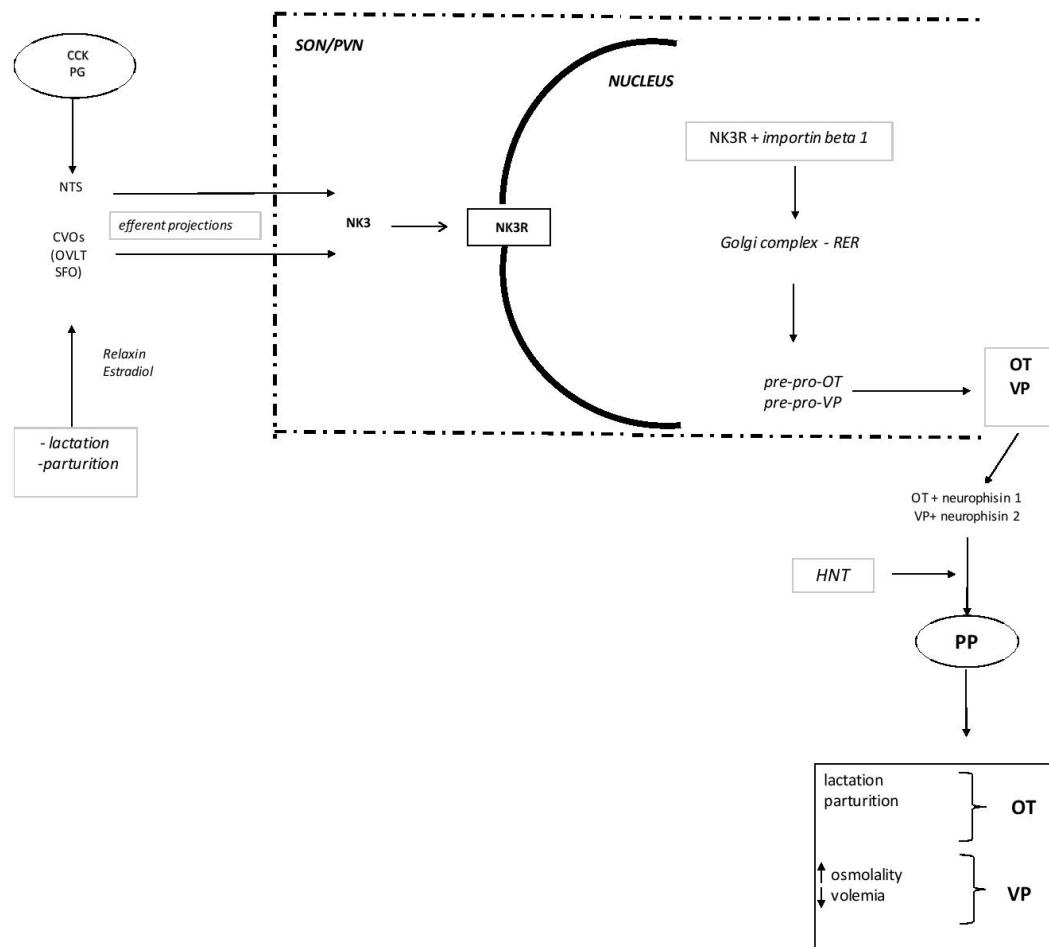 CCK
PG
SON/PVN
NUCLEUS
NK3R + importin beta 1
NTS
efferent projections
NK3
NK3R
CVOs
(OVLT
SFO)
Golgi complex - RER
Relaxin
Estradiol
pre-pro-OT
pre-pro-VP
OT
VP
- lactation
-parturition
OT + neurophisin 1
VP+ neurophisin 2
HNT
PP
lactation
parturition
OT
osmolality
volemia
VP